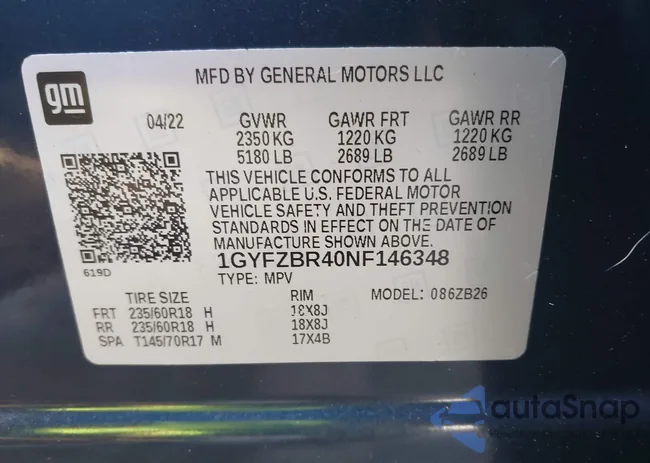 gm
MFD BY GENERAL MOTORS LLC
04/22 GVWR GAWR FRT GAWR RR
2350 KG 1220 KG 1220 KG
5180 LB 2689 LB 2689 LB
THIS VEHICLE CONFORMS TO ALL
APPLICABLE U.S. FEDERAL MOTOR
VEHICLE SAFETY AND THEFT PREVENTION
STANDARDS IN EFFECT ON THE DATE OF
MANUFACTURE SHOWN ABOVE.
619D
1GYFZBR40NF146348
TYPE: MPV
TIRE SIZE RIM MODEL: 086ZB26
FRT 235/60R18 H 18X8J
RR 235/60R18 H 18X8J
SPA T145/70R17 M 17X4B
autaSnap